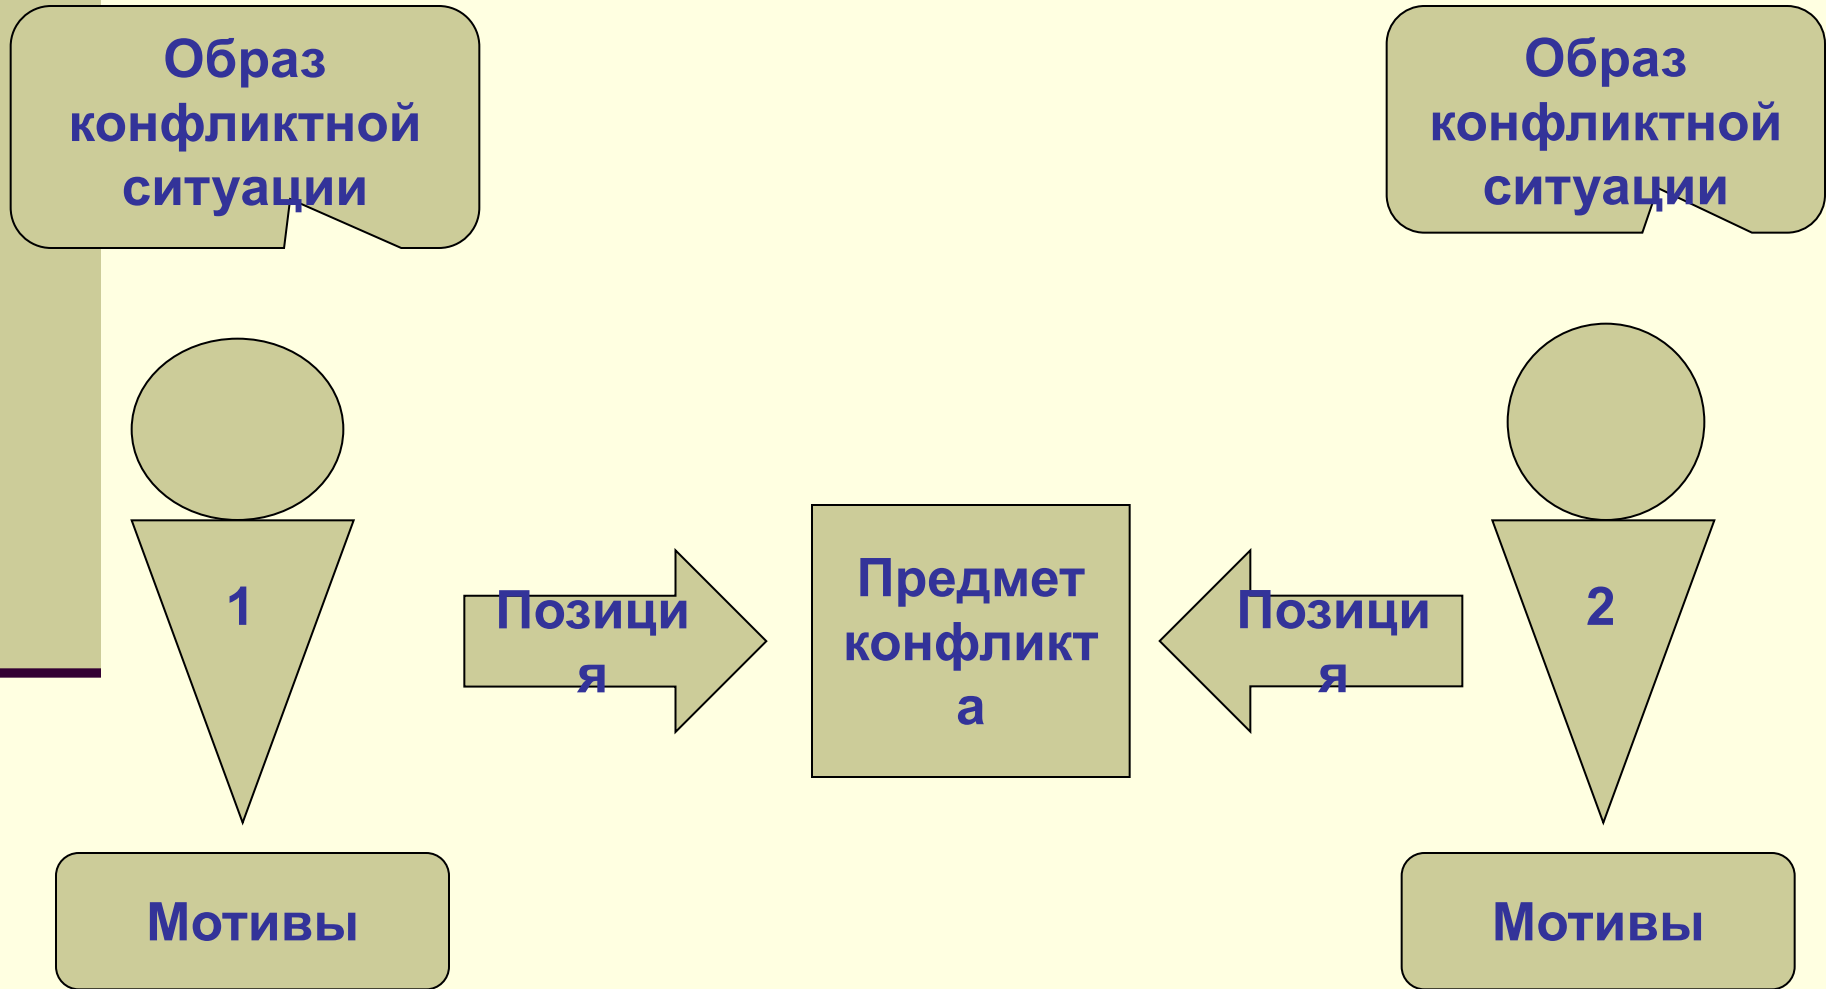 Образ
конфликтной
ситуации
Образ
конфликтной
ситуации
1
Позици
я
Предмет
конфликт
а
Позици
я
2
Мотивы
Мотивы